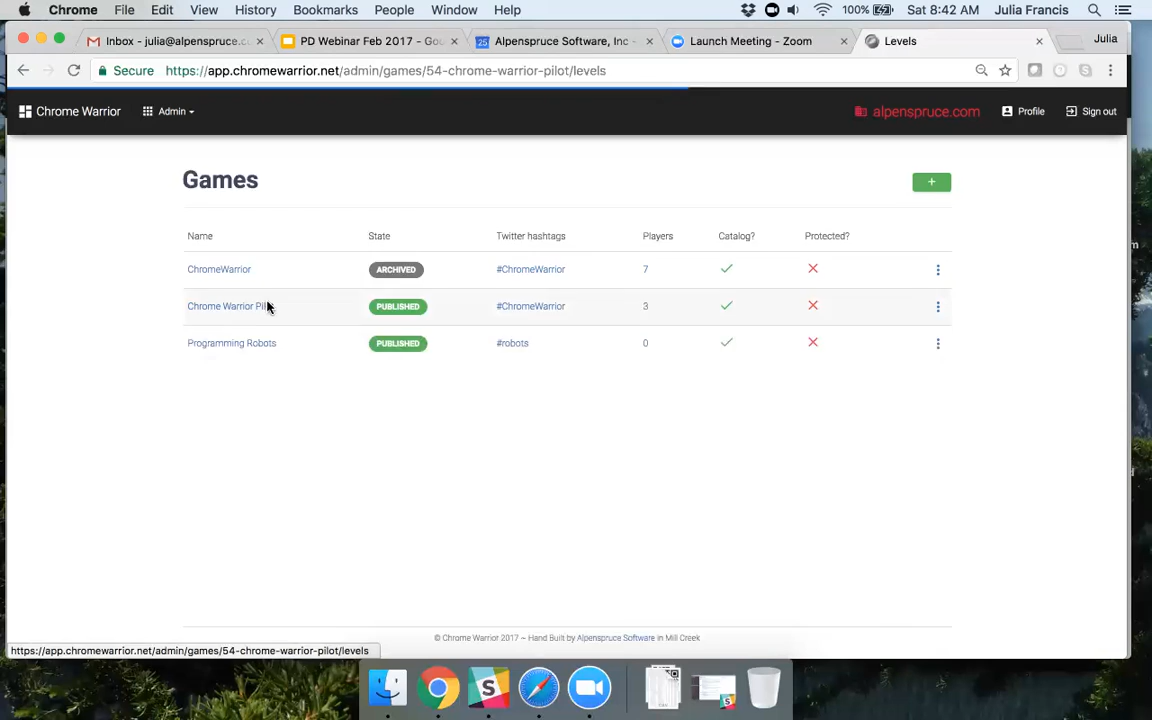 Chrome File Edit View History Bookmarks People Window Help 100% Sat 8:42 AM Julia Francis
Inbox - julia@alpenspruce.c
PD Webinar Feb 2017 - Goo
25 Alpenspruce Software, Inc -
Launch Meeting - Zoom
Levels
Julia
Secure https://app.chromewarrior.net/admin/games/54-chrome-warrior-pilot/levels
Chrome Warrior Admin alpenspruce.com Profile Sign out
Games +
Name State Twitter hashtags Players Catalog? Protected?
ChromeWarrior ARCHIVED #ChromeWarrior 7
Chrome Warrior Pil PUBLISHED #ChromeWarrior 3
Programming Robots PUBLISHED #robots 0
© Chrome Warrior 2017 – Hand Built by Alpenspruce Software in Mill Creek
https://app.chromewarrior.net/admin/games/54-chrome-warrior-pilot/levels